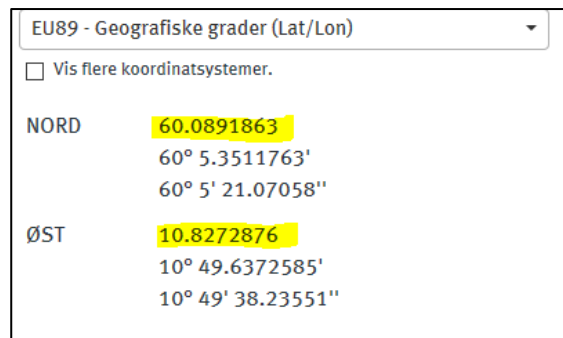 EU89 - Geografiske grader (Lat/Lon)
Vis flere koordinatsystemer.
NORD 60.0891863
60° 5.3511763'
60° 5' 21.07058''
ØST 10.8272876
10° 49.6372585'
10° 49' 38.23551''